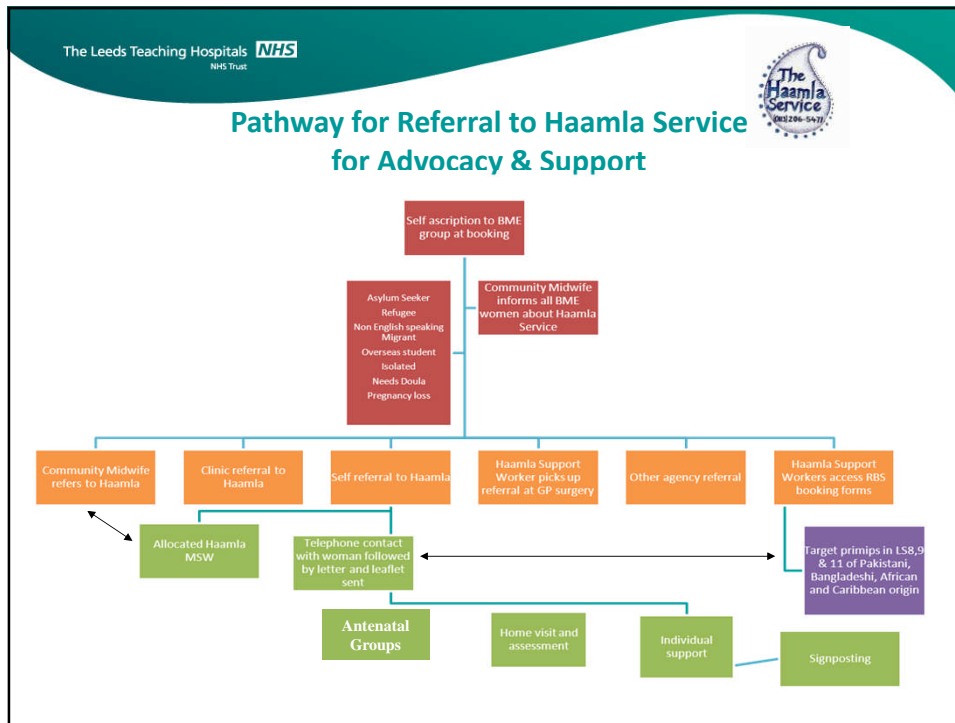 The Leeds Teaching Hospitals NHS
NHS Trust
The
Haamla
Service
Pathway for Referral to Haamla Service
for Advocacy & Support
Self ascription to BME
group at booking
Asylum Seeker
Refugee
Non English speaking
Migrant
Overseas student
Isolated
Needs Doula
Pregnancy loss
Community Midwife
informs all BME
women about Haamla
Service
Community Midwife
refers to Haamla
Clinic referral to
Haamla
Self referral to Haamla
Haamla Support
Worker picks up
referral at GP surgery
Other agency referral
Haamla Support
Workers access RBS
booking forms
Allocated Haamla
MSW
Telephone contact
with woman followed
by letter and leaflet
sent
Target primips in LS8,9
& 11 of Pakistani,
Bangladeshi, African
and Caribbean origin
Antenatal
Groups
Home visit and
assessment
Individual
support
Signposting